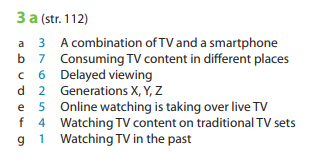 3 a (str. 112)
a 3 A combination of TV and a smartphone
b 7 Consuming TV content in different places
c 6 Delayed viewing
d 2 Generations X, Y, Z
e 5 Online watching is taking over live TV
f 4 Watching TV content on traditional TV sets
g 1 Watching TV in the past